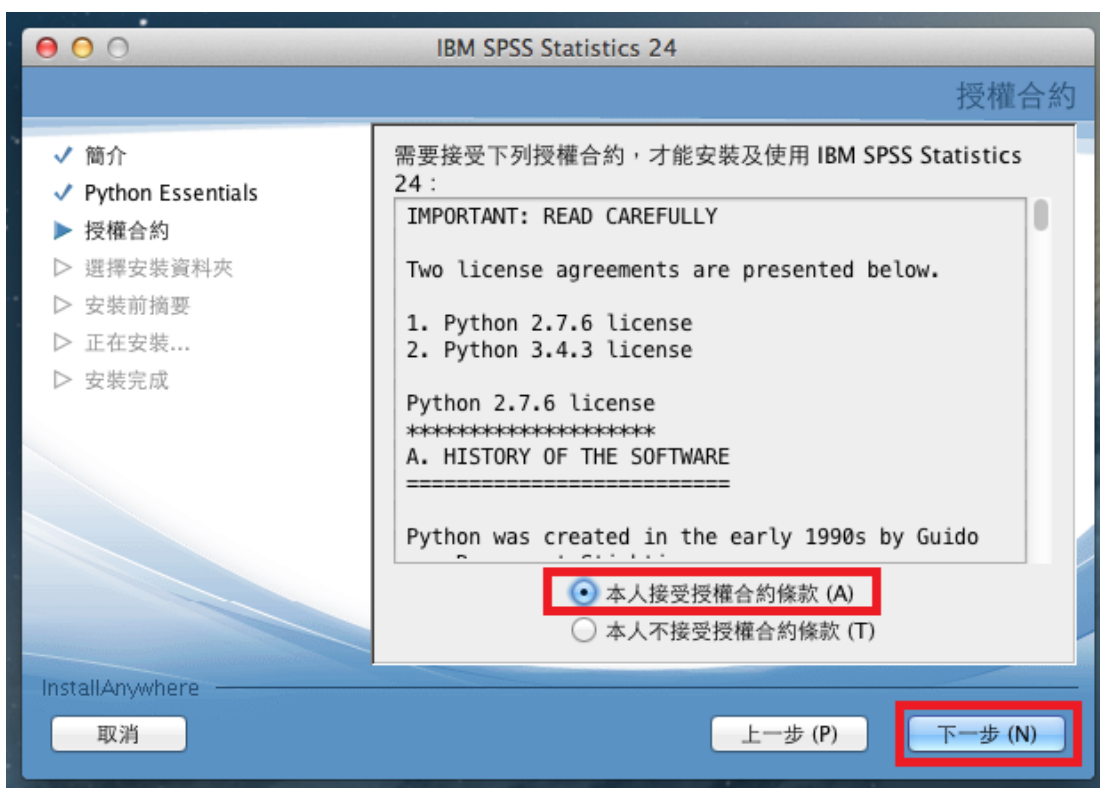 IBM SPSS Statistics 24
授權合約
簡介
Python Essentials
授權合約
選擇安裝資料夾
安裝前摘要
正在安裝...
安裝完成
需要接受下列授權合約，才能安裝及使用 IBM SPSS Statistics
24：
IMPORTANT: READ CAREFULLY
Two license agreements are presented below.
1. Python 2.7.6 license
2. Python 3.4.3 license
Python 2.7.6 license
********************
A. HISTORY OF THE SOFTWARE
==========================
Python was created in the early 1990s by Guido
本人接受授權合約條款 (A)
本人不接受授權合約條款 (T)
InstallAnywhere
取消
上一步 (P)
下一步 (N)